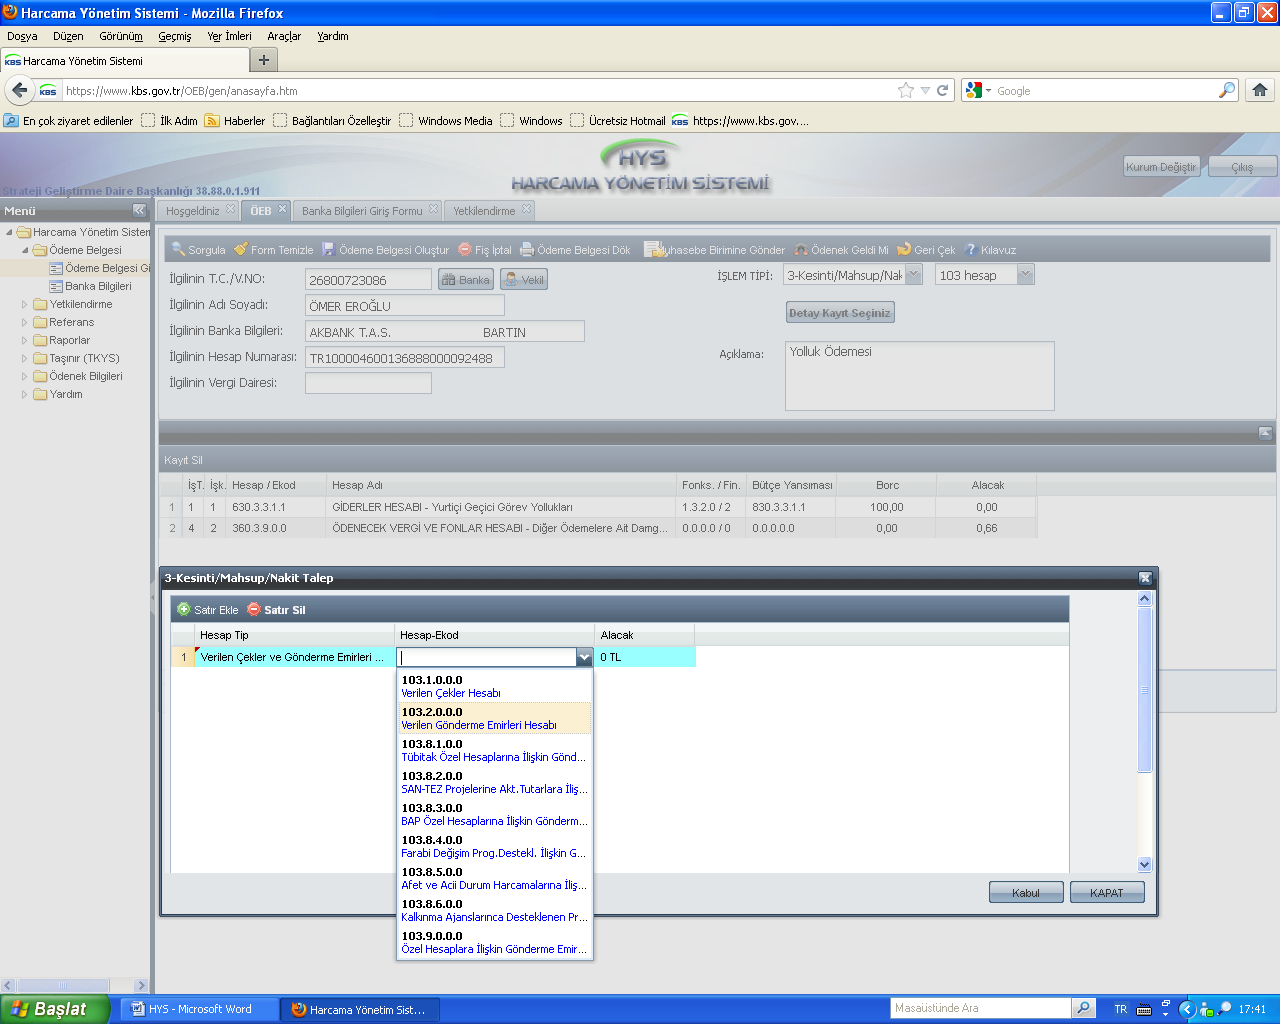 Harcama Yönetim Sistemi - Mozilla Firefox
Dosya Düzen Görünüm Geçmiş Yer İmleri Araçlar Yardım
KBS Harcama Yönetim Sistemi
KBS https://www.kbs.gov.tr/OEB/gen/anasayfa.htm Google
En çok ziyaret edilenler İlk Adım Haberler Bağlantıları Özelleştir Windows Media Windows Ücretsiz Hotmail KBS https://www.kbs.gov....
HYS
HARCAMA YÖNETİM SİSTEMİ
Kurum Değiştir Çıkış
Strateji Geliştirme Daire Başkanlığı 38.88.0.1.911
Menü
Harcama Yönetim Sistem
Ödeme Belgesi
Ödeme Belgesi Gi
Banka Bilgileri
Yetkilendirme
Referans
Raporlar
Taşınır (TKYS)
Ödenek Bilgileri
Yardım
Hoşgeldiniz ÖEB Banka Bilgileri Giriş Formu Yetkilendirme
Sorgula Form Temizle Ödeme Belgesi Oluştur Fiş İptal Ödeme Belgesi Dök Muhasebe Birimine Gönder Ödenek Geldi Mi Geri Çek Kılavuz
İlgilinin T.C./V.NO: 26800723086 Banka Vekil
İŞLEM TİPİ: 3-Kesinti/Mahsup/Nak 103 hesap
İlgilinin Adı Soyadı: ÖMER EROĞLU
Detay Kayıt Seçiniz
İlgilinin Banka Bilgileri: AKBANK T.A.S. BARTIN
İlgilinin Hesap Numarası: TR100004600136888000092488
Açıklama: Yolluk Ödemesi
İlgilinin Vergi Dairesi:
Kayıt Sil
İşT. İşk. Hesap / Ekod Hesap Adı Fonks. / Fin. Bütçe Yansıması Borc Alacak
1 1 1 630.3.3.1.1 GİDERLER HESABI - Yurtiçi Geçici Görev Yollukları 1.3.2.0 / 2 830.3.3.1.1 100,00 0,00
2 4 2 360.3.9.0.0 ÖDENECEK VERGİ VE FONLAR HESABI - Diğer Ödemelere Ait Damg... 0.0.0.0 / 0 0.0.0.0.0 0,00 0,66
3-Kesinti/Mahsup/Nakit Talep
Satır Ekle Satır Sil
Hesap Tip Hesap-Ekod Alacak
1 Verilen Çekler ve Gönderme Emirleri ... 0 TL
103.1.0.0.0
Verilen Çekler Hesabı
103.2.0.0.0
Verilen Gönderme Emirleri Hesabı
103.8.1.0.0
Tübitak Özel Hesaplarına İlişkin Gönd...
103.8.2.0.0
SAN-TEZ Projelerine Akt.Tutarlara İliş...
103.8.3.0.0
BAP Özel Hesaplarına İlişkin Gönderm...
103.8.4.0.0
Farabi Değişim Prog.Destekl. İlişkin G...
103.8.5.0.0
Afet ve Acii Durum Harcamalarına İliş...
103.8.6.0.0
Kalkınma Ajanslarınca Desteklenen Pr...
103.9.0.0.0
Özel Hesaplara İlişkin Gönderme Emir...
Kabul KAPAT
Başlat HYS - Microsoft Word Harcama Yönetim Sist... Masaüstünde Ara TR 17:41